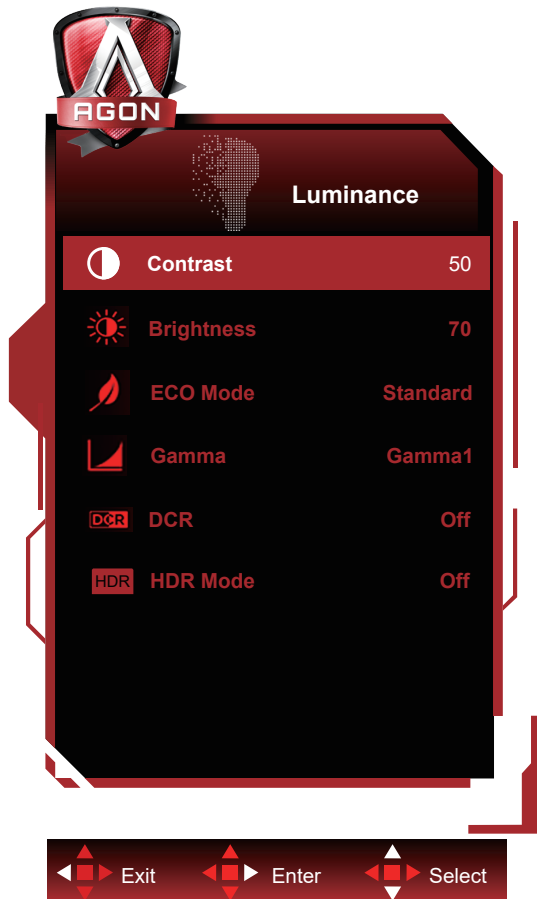 AGON
Luminance
Contrast 50
Brightness 70
ECO Mode Standard
Gamma Gamma1
DCR DCR Off
HDR HDR Mode Off
Exit Enter Select